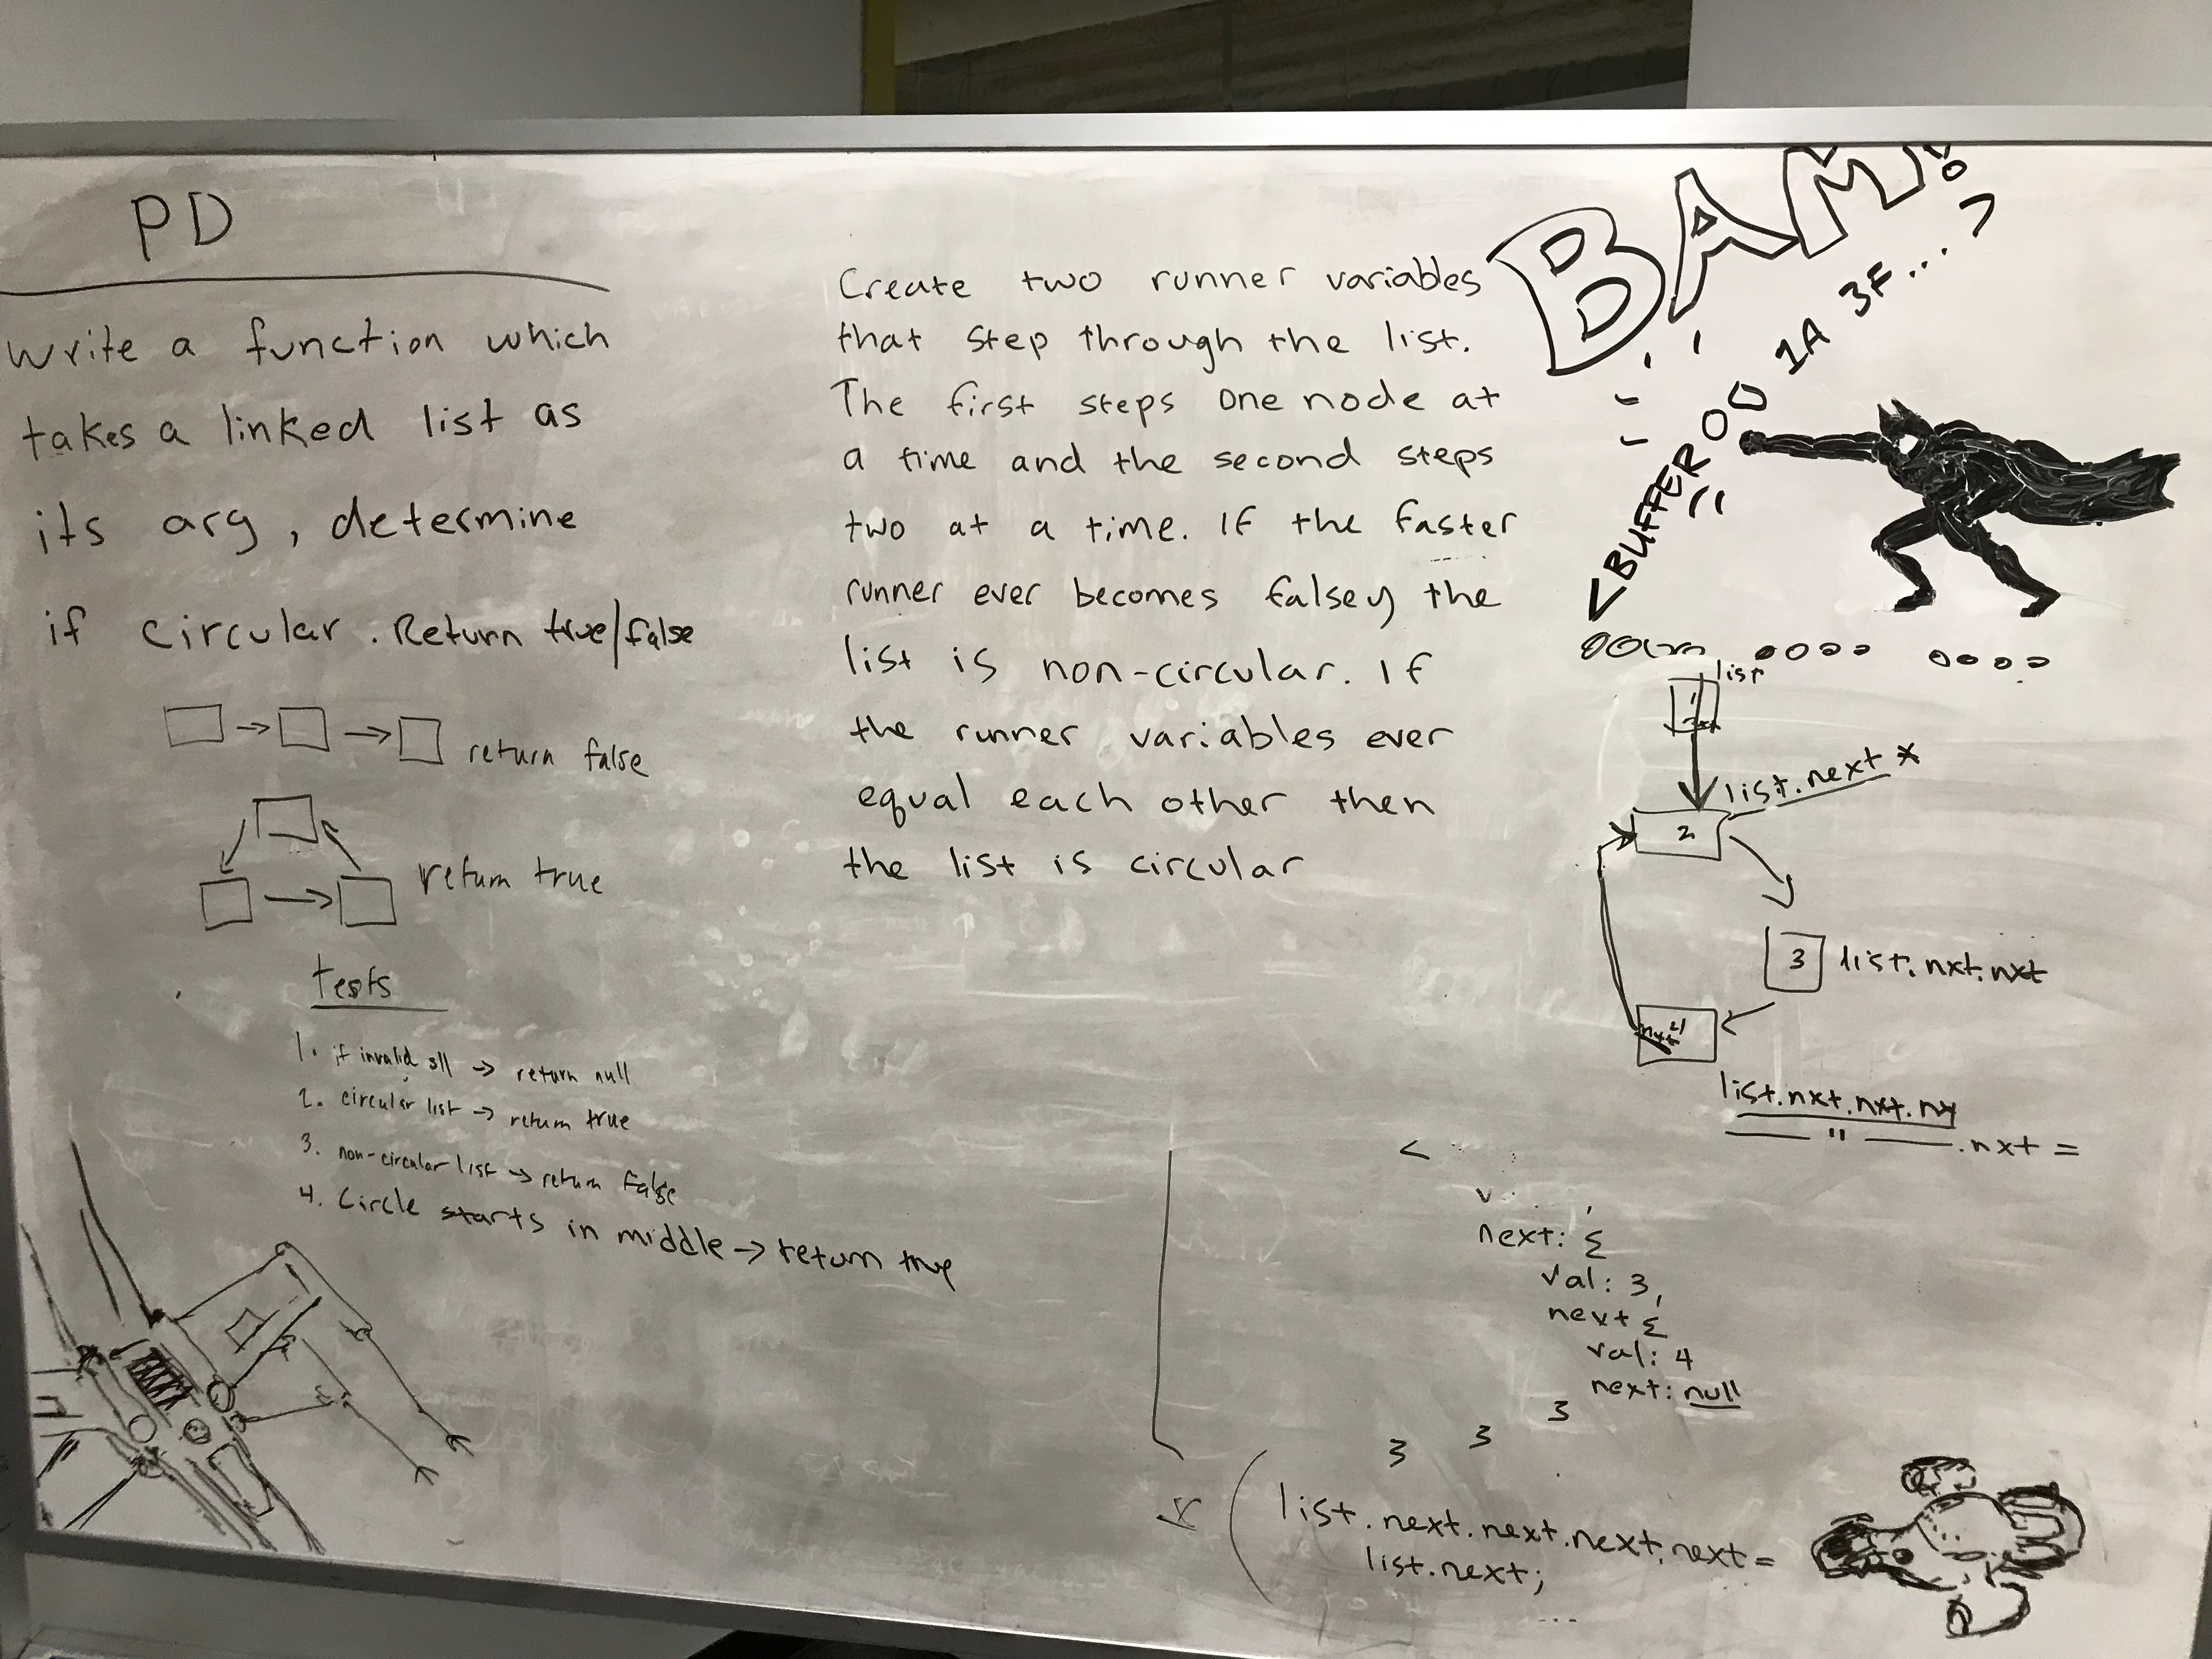 PD
Write a function which
takes a linked list as
its arg, determine
if circular. Return true/false
return false
return true
tests
1. if invalid sll → return null
2. circular list → return true
3. non-circular list → return false
4. Circle starts in middle → return true
Create two runner variables
that step through the list.
The first steps one node at
a time and the second steps
two at a time. If the faster
runner ever becomes falsey the
list is non-circular. If
the runner variables ever
equal each other then
the list is circular
BAM!
<BUFFER 00 1A 3F...>
list
1
list.next *
2
3 list.nxt.nxt
list.nxt.nxt.nx
—— " ——.nxt =
next: {
val: 3,
next {
val: 4
next: null
}
}
}
list.next.next.next.next =
list.next;